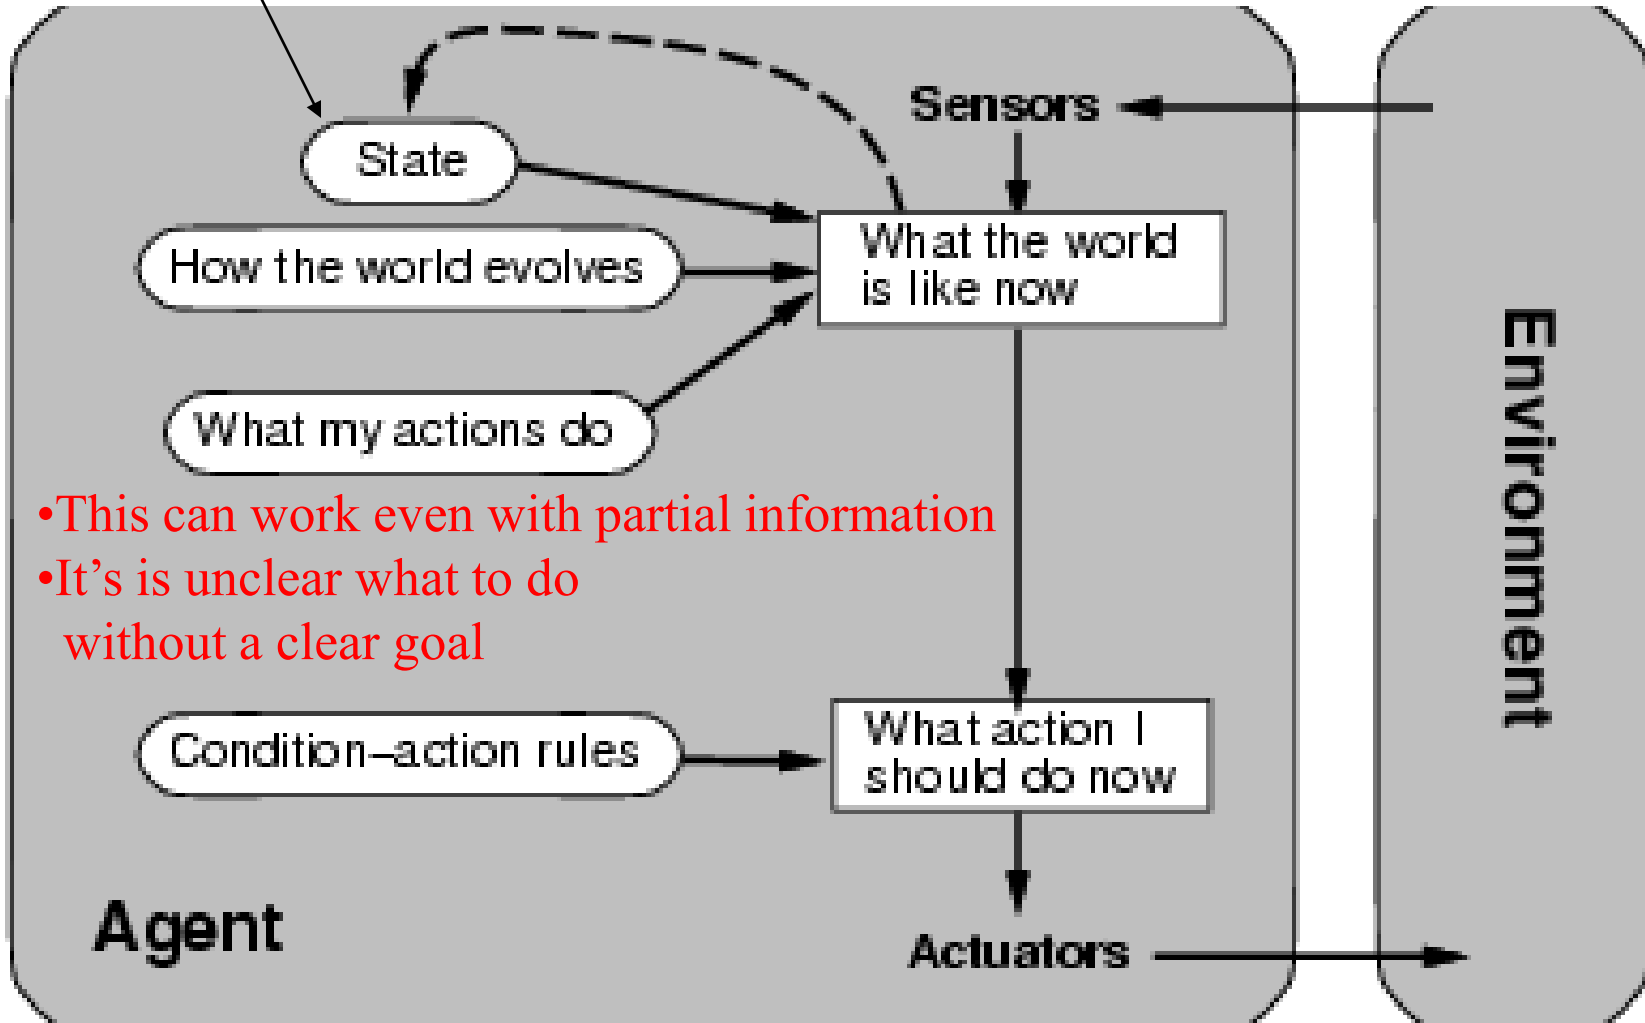 Sensors
State
What the world
is like now
How the world evolves
What my actions do
•This can work even with partial information
•It’s is unclear what to do
without a clear goal
Condition–action rules
What action I
should do now
Agent
Actuators
Environment